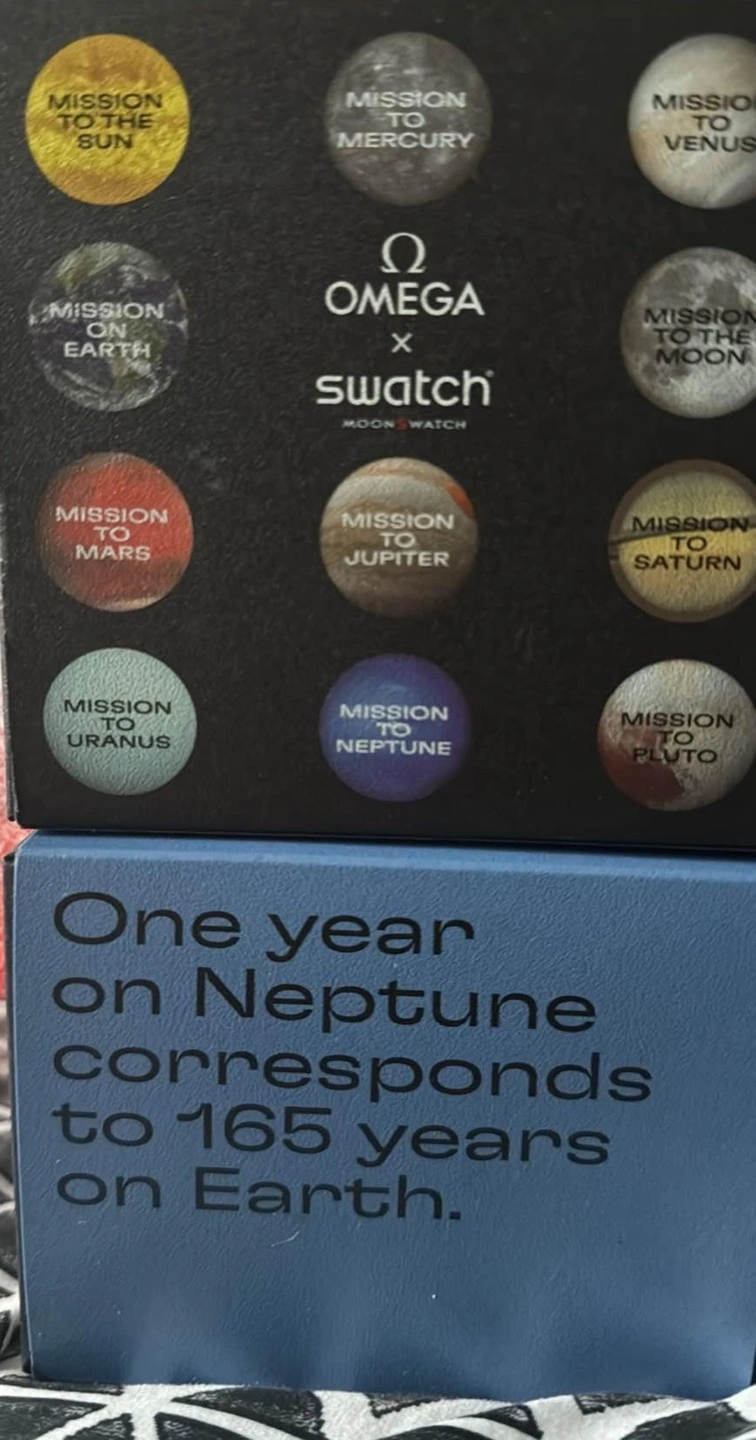 MISSION
TO THE
SUN
MISSION
TO
MERCURY
MISSIO
TO
VENUS
MISSION
ON
EARTH
Ω
OMEGA
x
swatch
MOONSWATCH
MISSION
TO THE
MOON
MISSION
TO
MARS
MISSION
TO
JUPITER
MISSION
TO
SATURN
MISSION
TO
URANUS
MISSION
TO
NEPTUNE
MISSION
TO
PLUTO
One year
on Neptune
corresponds
to 165 years
on Earth.